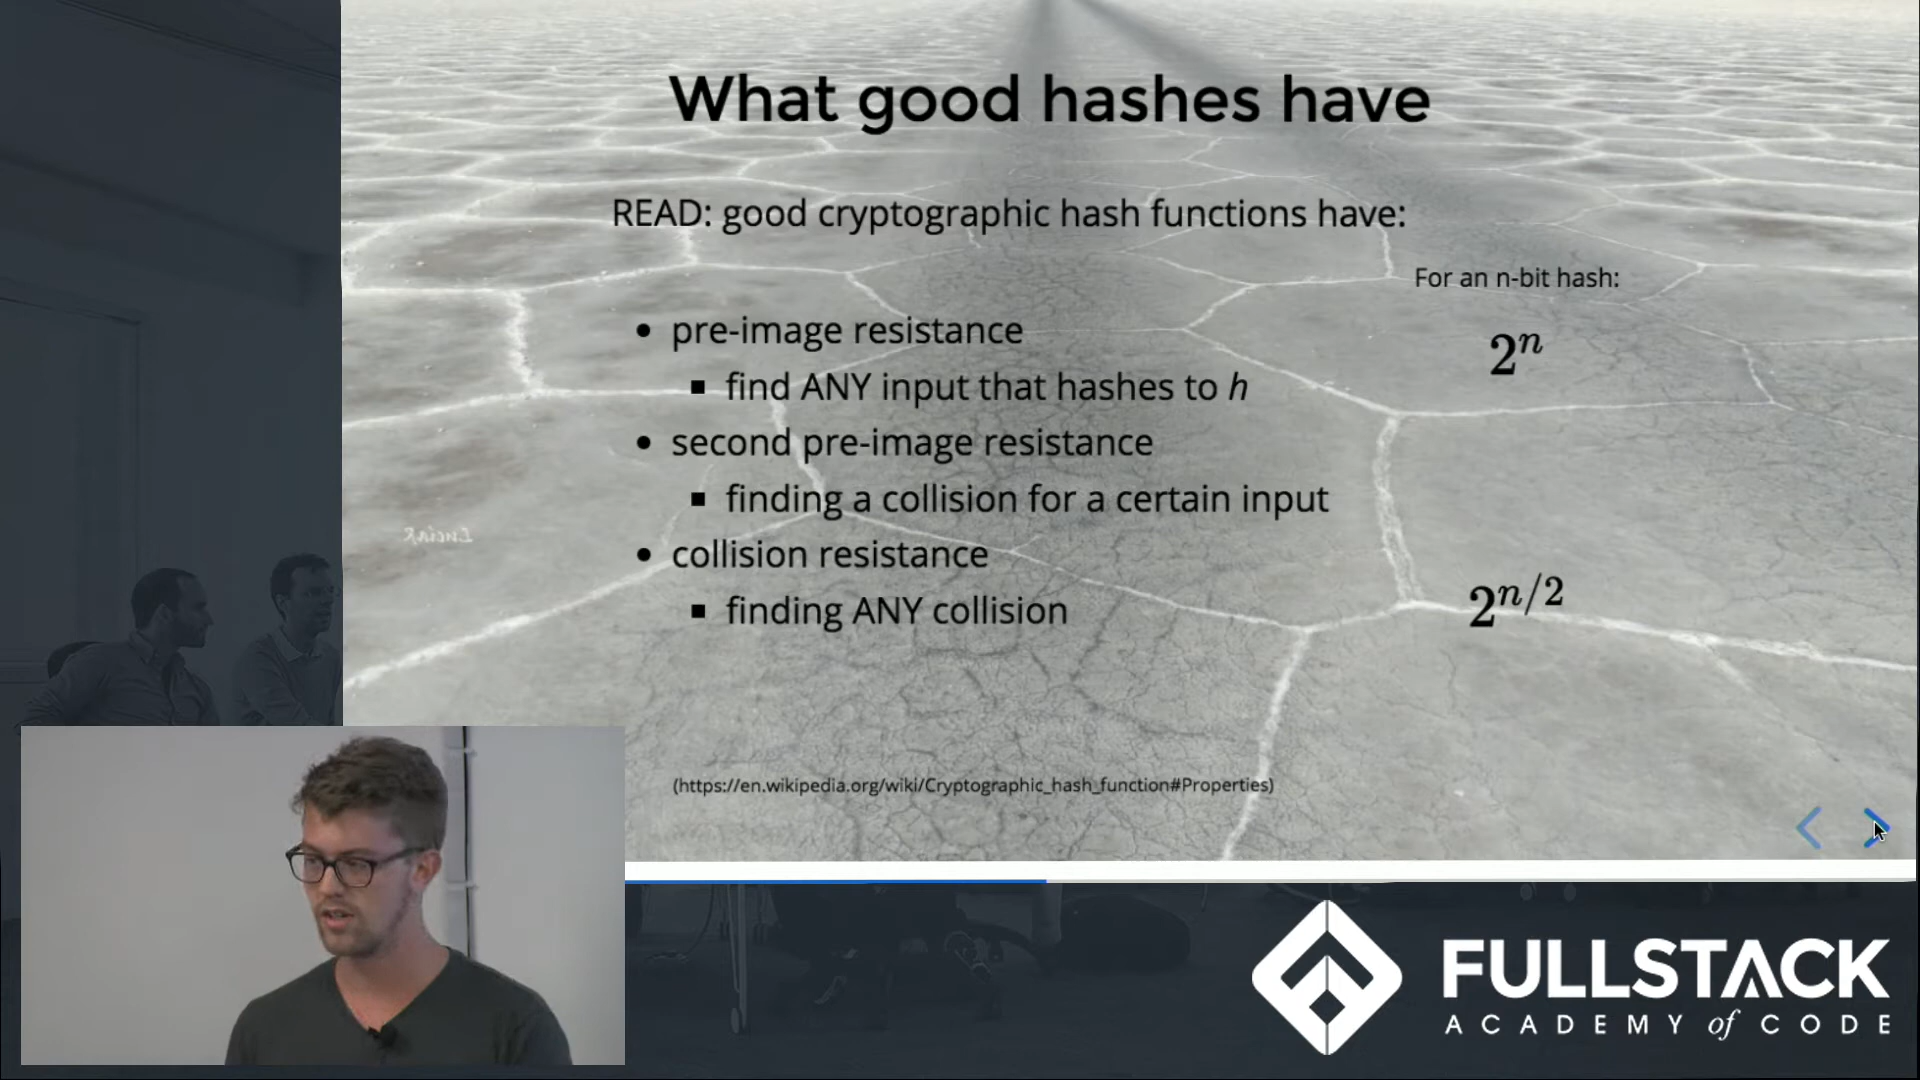 What good hashes have
READ: good cryptographic hash functions have:
For an n-bit hash:
• pre-image resistance
2^n
▪ find ANY input that hashes to h
• second pre-image resistance
▪ finding a collision for a certain input
• collision resistance
2^{n/2}
▪ finding ANY collision
(https://en.wikipedia.org/wiki/Cryptographic_hash_function#Properties)
FULLSTACK
ACADEMY of CODE